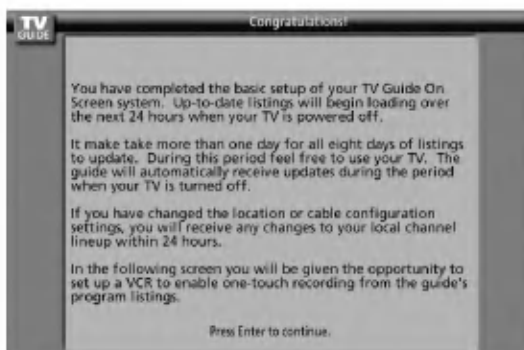 TV
GUIDE
Congratulations!
You have completed the basic setup of your TV Guide On
Screen system. Up-to-date listings will begin loading over
the next 24 hours when your TV is powered off.
It make take more than one day for all eight days of listings
to update. During this period feel free to use your TV. The
guide will automatically receive updates during the period
when your TV is turned off.
If you have changed the location or cable configuration
settings, you will receive any changes to your local channel
lineup within 24 hours.
In the following screen you will be given the opportunity to
set up a VCR to enable one-touch recording from the guide's
program listings.
Press Enter to continue.